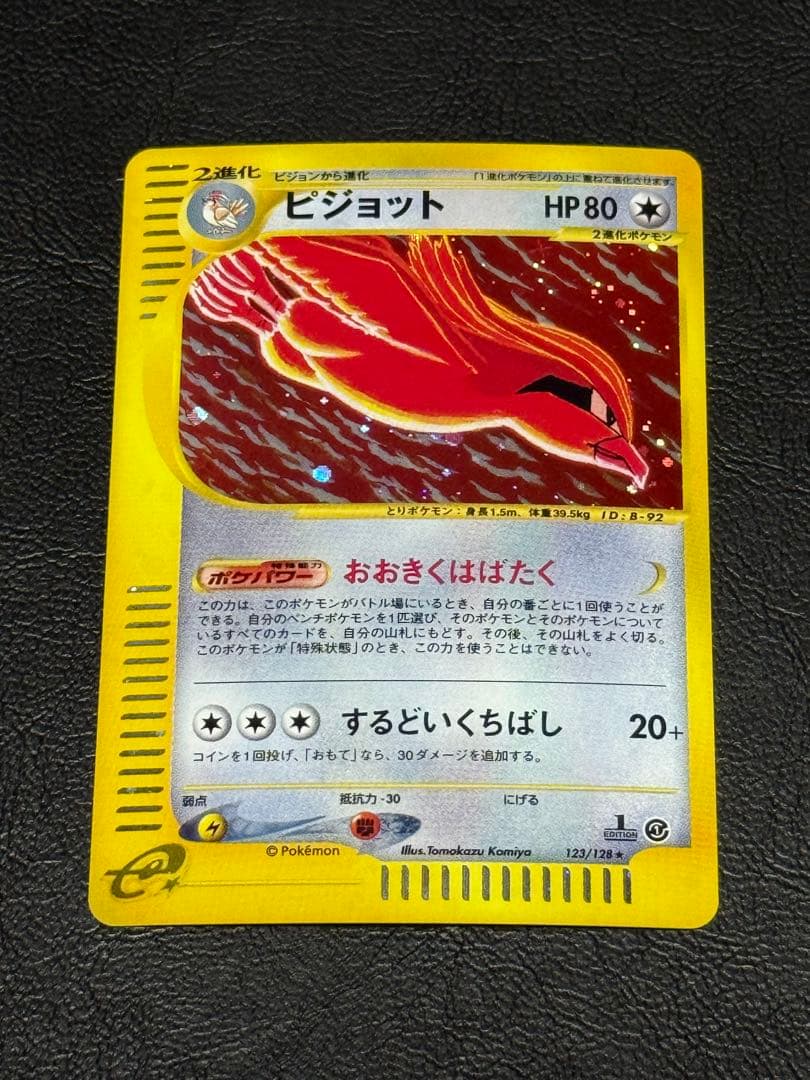 2進化 ピジョンから進化 「1進化ポケモン」の上に重ねて進化させます。
ピジョット HP80
2進化ポケモン
とりポケモン:身長1.5m、体重39.5kg ID:B-92
特殊能力
ポケパワー おおきくはばたく
この力は、このポケモンがバトル場にいるとき、自分の番ごとに1回使うことが
できる。自分のベンチポケモンを1匹選び、そのポケモンとそのポケモンについて
いるすべてのカードを、自分の山札にもどす。その後、その山札をよく切る。
このポケモンが「特殊状態」のとき、この力を使うことはできない。
するどいくちばし 20+
コインを1回投げ、「おもて」なら、30ダメージを追加する。
弱点 抵抗力-30 にげる
1
EDITION
© Pokémon Illus.Tomokazu Komiya 123/128★
e